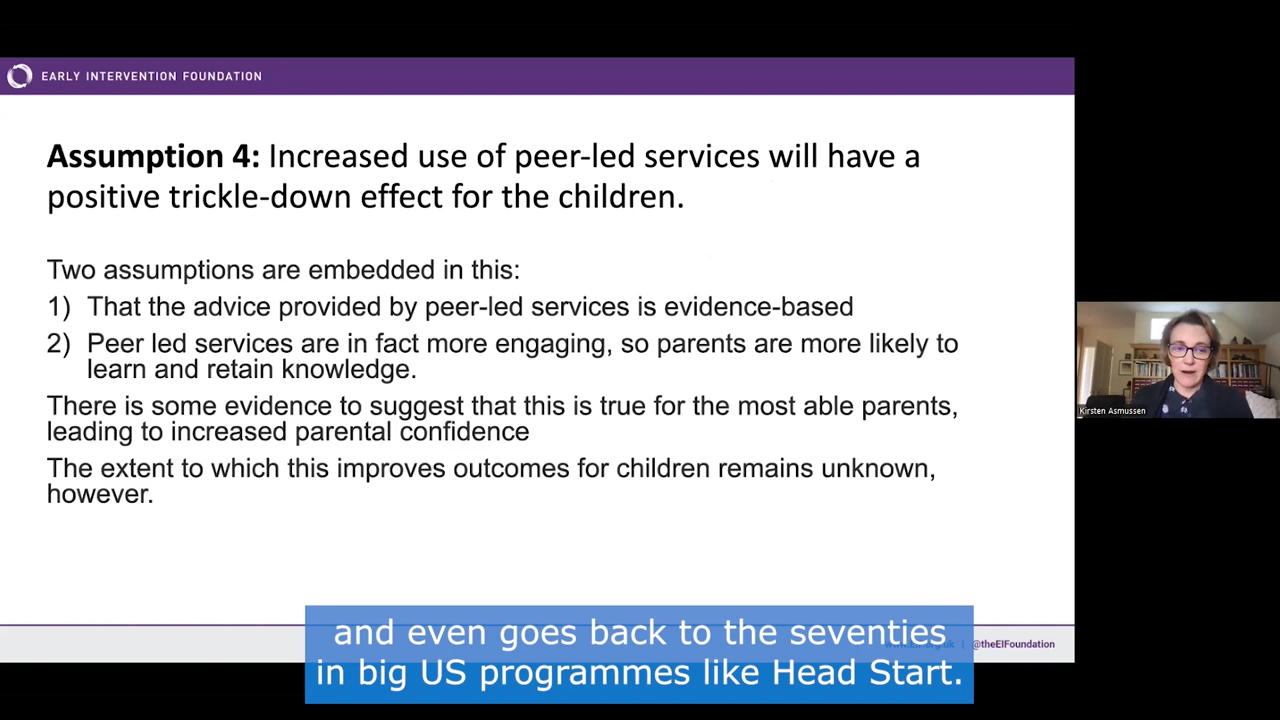 EARLY INTERVENTION FOUNDATION
Assumption 4: Increased use of peer-led services will have a
positive trickle-down effect for the children.
Two assumptions are embedded in this:
1) That the advice provided by peer-led services is evidence-based
2) Peer led services are in fact more engaging, so parents are more likely to
learn and retain knowledge.
There is some evidence to suggest that this is true for the most able parents,
leading to increased parental confidence
The extent to which this improves outcomes for children remains unknown,
however.
Kirsten Asmussen
and even goes back to the seventies
in big US programmes like Head Start.
| @theEIFoundation